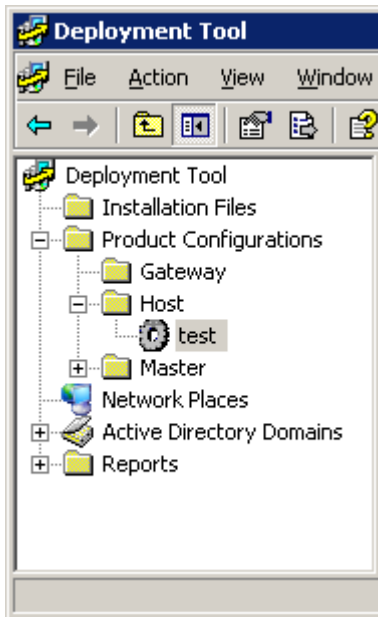 Deployment Tool
File Action View Window
Deployment Tool
Installation Files
Product Configurations
Gateway
Host
test
Master
Network Places
Active Directory Domains
Reports